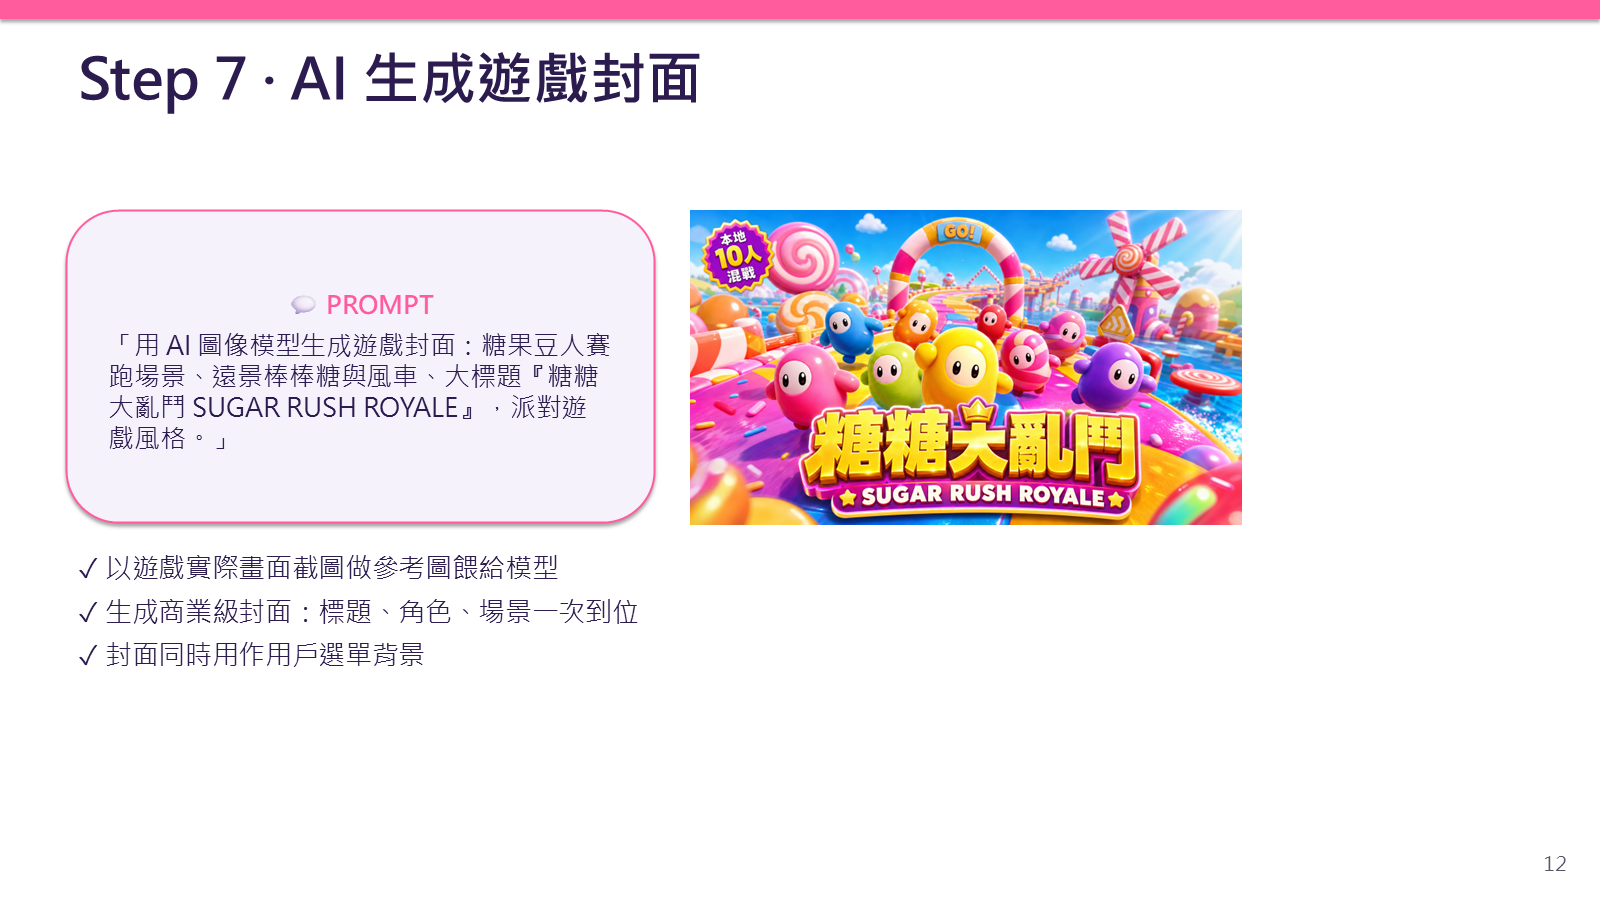 Step 7 · AI 生成遊戲封面
PROMPT
「用 AI 圖像模型生成遊戲封面：糖果豆人賽
跑場景、遠景棒棒糖與風車、大標題『糖糖
大亂鬥 SUGAR RUSH ROYALE』，派對遊
戲風格。」
✓ 以遊戲實際畫面截圖做參考圖餵給模型
✓ 生成商業級封面：標題、角色、場景一次到位
✓ 封面同時用作用戶選單背景
本地
10人
混戰
GO!
糖糖大亂鬥
SUGAR RUSH ROYALE
12